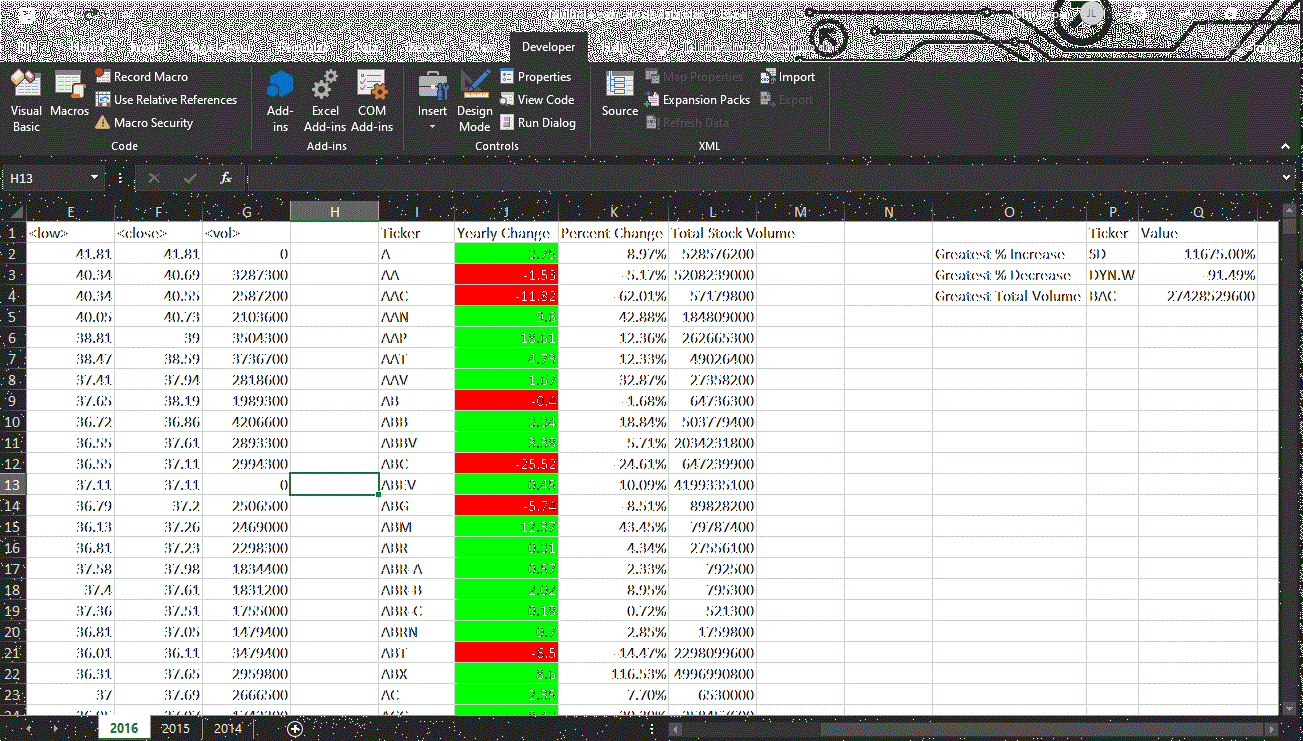 Developer
JL
Visual Basic
Macros
Record Macro
Use Relative References
Macro Security
Code
Add-ins
Excel Add-ins
COM Add-ins
Add-ins
Insert
Design Mode
Properties
View Code
Run Dialog
Controls
Source
Map Properties
Expansion Packs
Refresh Data
Import
Export
XML
H13 fx
E F G H I J K L M N O P Q
1 <low> <close> <vol> Ticker Yearly Change Percent Change Total Stock Volume Ticker Value
2 41.81 41.81 0 A 3.75 8.97% 528576200 Greatest % Increase SD 11675.00%
3 40.34 40.69 3287300 AA -5.17% 5208239000 Greatest % Decrease DYN.W -91.49%
4 40.34 40.55 2587200 AAC -62.01% 57179800 Greatest Total Volume BAC 27428529600
5 40.05 40.73 2103600 AAN 9.6 42.88% 184809000
6 38.81 39 3504300 AAP 12.36% 262665300
7 38.47 38.59 3736700 AAT 4.73 12.33% 49026400
8 37.41 37.94 2818600 AAV 1.67 32.87% 27358200
9 37.65 38.19 1989300 AB -0.4 -1.68% 64736300
10 36.72 36.86 4206600 ABB 3.34 18.84% 503779400
11 36.55 37.61 2893300 ABBV 5.71% 2034231800
12 36.55 37.11 2994300 ABC -25.52 -24.61% 647239900
13 37.11 37.11 0 ABEV 0.45 10.09% 4199335100
14 36.79 37.2 2506500 ABG -5.74 -8.51% 89828200
15 36.13 37.26 2469000 ABM 12.37 43.45% 79787400
16 36.81 37.23 2298300 ABR 0.31 4.34% 27556100
17 37.58 37.98 1834400 ABR-A 0.57 2.33% 792500
18 37.4 37.61 1831200 ABR-B 2.02 8.95% 795300
19 37.36 37.51 1755000 ABR-C 0.72% 521300
20 36.81 37.05 1479400 ABRN 0.7 2.85% 1759800
21 36.01 36.11 3479400 ABT -6.5 -14.47% 2298099600
22 36.31 37.65 2959800 ABX 8.6 116.53% 4996990800
23 37 37.69 2666500 AC 7.70% 6530000
2016 2015 2014